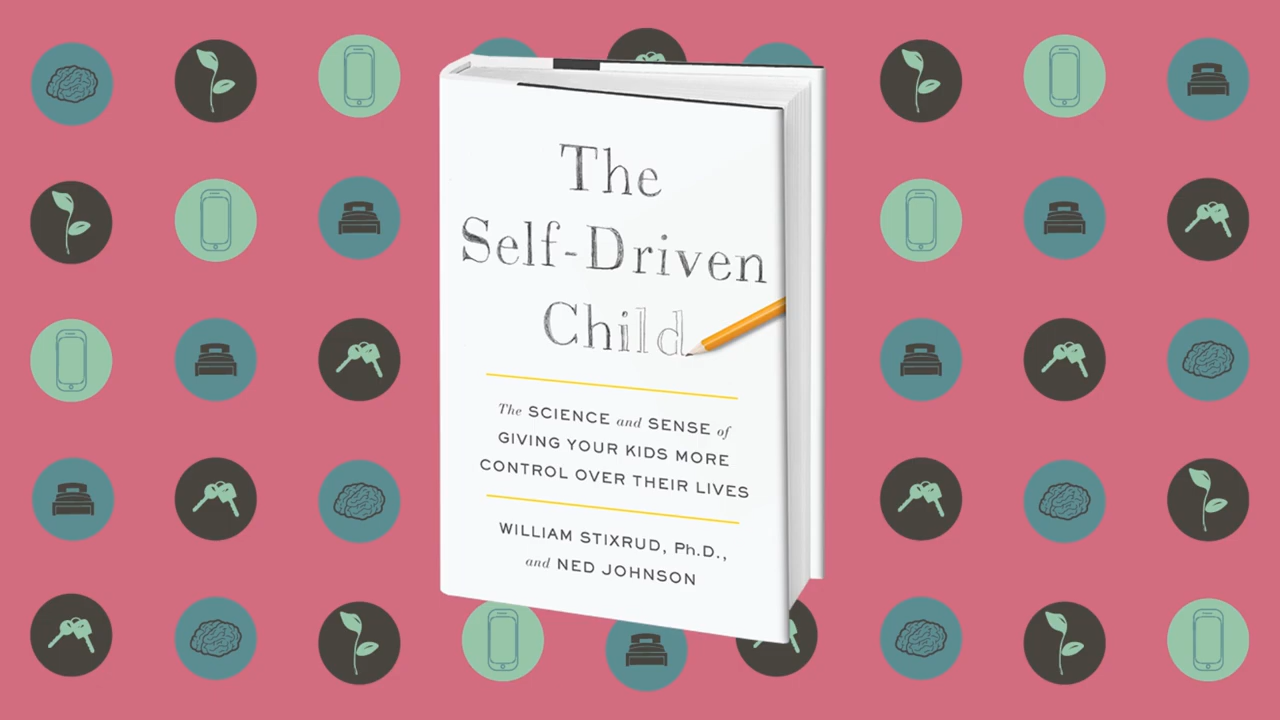 The
Self-Driven
Child
The SCIENCE and SENSE of
GIVING YOUR KIDS MORE
CONTROL OVER THEIR LIVES
WILLIAM STIXRUD, Ph.D.,
and NED JOHNSON